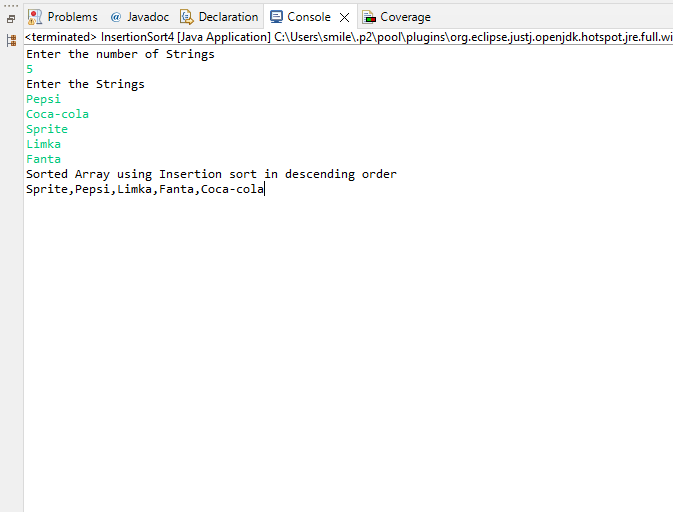 Problems @ Javadoc Declaration Console Coverage
<terminated> InsertionSort4 [Java Application] C:\Users\smile\.p2\pool\plugins\org.eclipse.justj.openjdk.hotspot.jre.full.wi
Enter the number of Strings
5
Enter the Strings
Pepsi
Coca-cola
Sprite
Limka
Fanta
Sorted Array using Insertion sort in descending order
Sprite,Pepsi,Limka,Fanta,Coca-cola